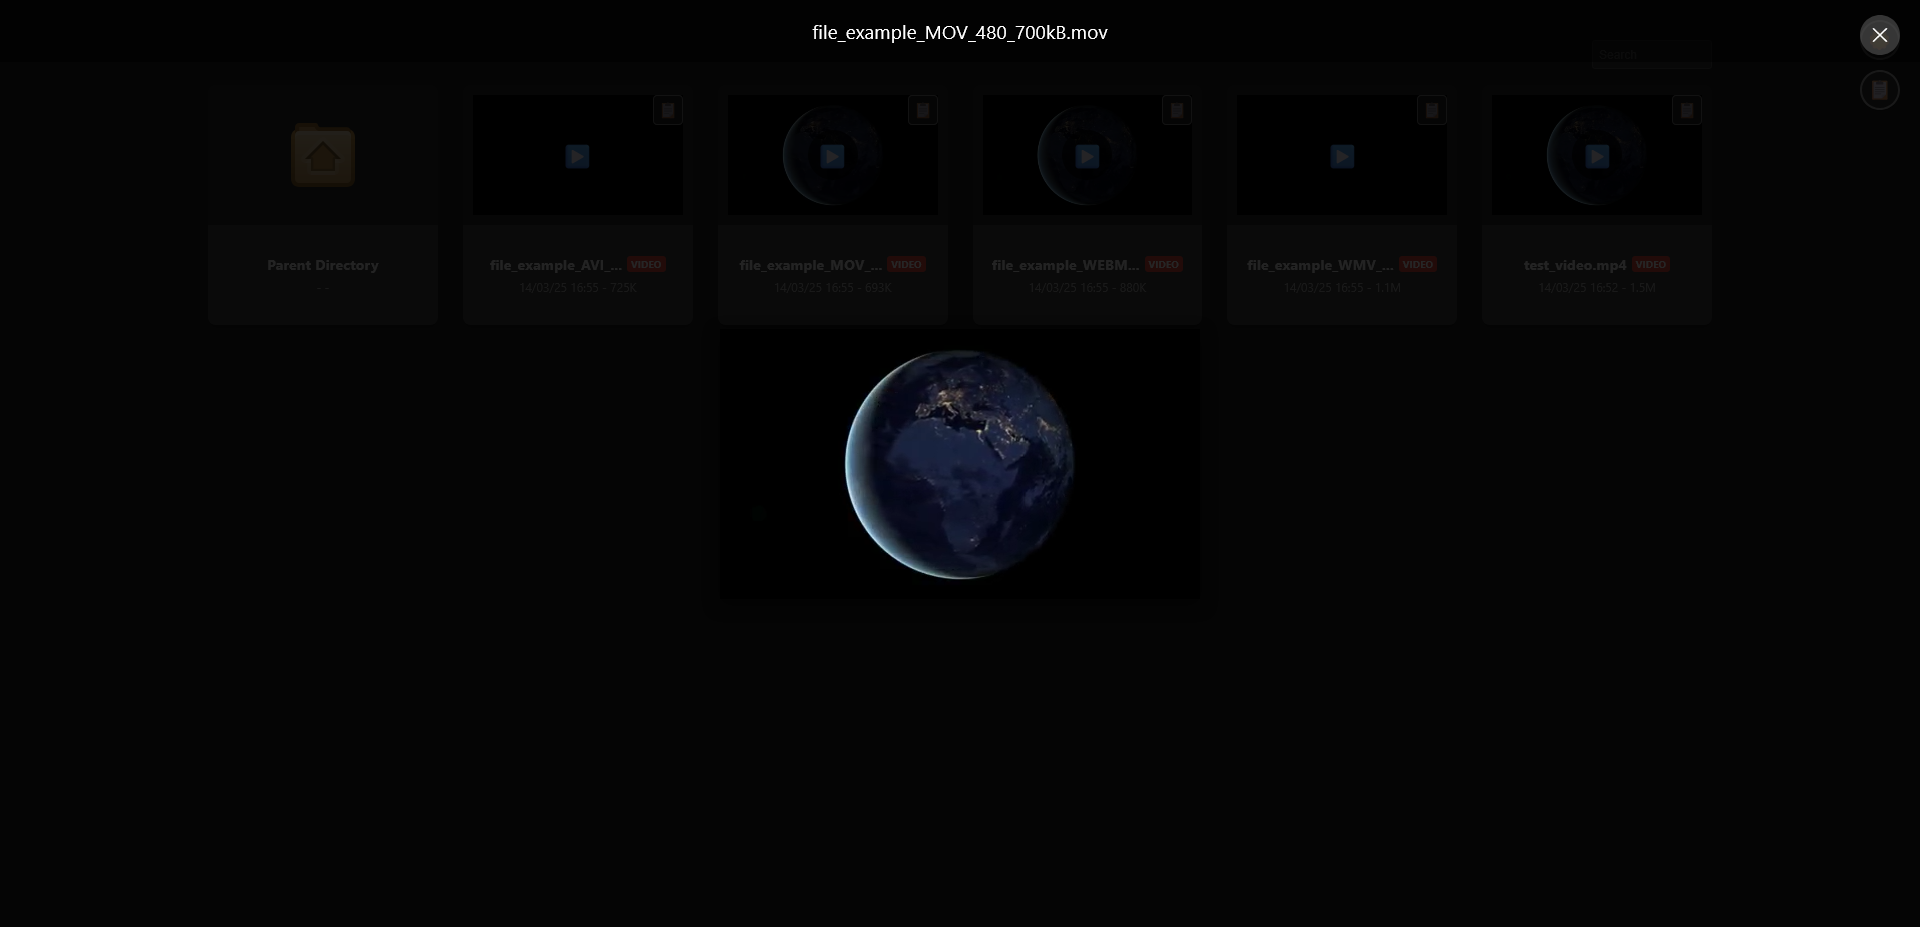 file_example_MOV_480_700kB.mov
Search
Parent Directory
- -
file_example_AVI_... VIDEO
14/03/25 16:55 - 725K
file_example_MOV_... VIDEO
14/03/25 16:55 - 693K
file_example_WEBM... VIDEO
14/03/25 16:55 - 880K
file_example_WMV_... VIDEO
14/03/25 16:55 - 1.1M
test_video.mp4 VIDEO
14/03/25 16:52 - 1.5M